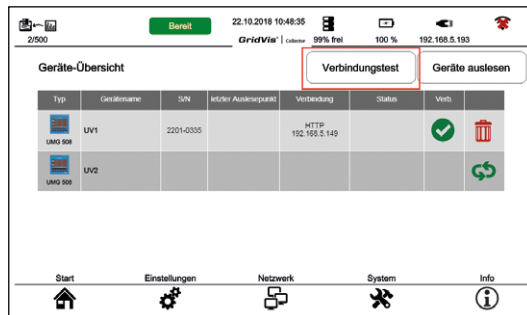 2/500
Bereit
22.10.2018 10:48:35
GridVis® | Collector
99% frei
100 %
192.168.5.193
Geräte-Übersicht
Verbindungstest
Geräte auslesen
Typ Gerätename S/N letzter Auslesepunkt Verbindung Status Verb.
UMG 508 UV1 2201-0335 HTTP
192.168.5.149
UMG 508 UV2
Start Einstellungen Netzwerk System Info